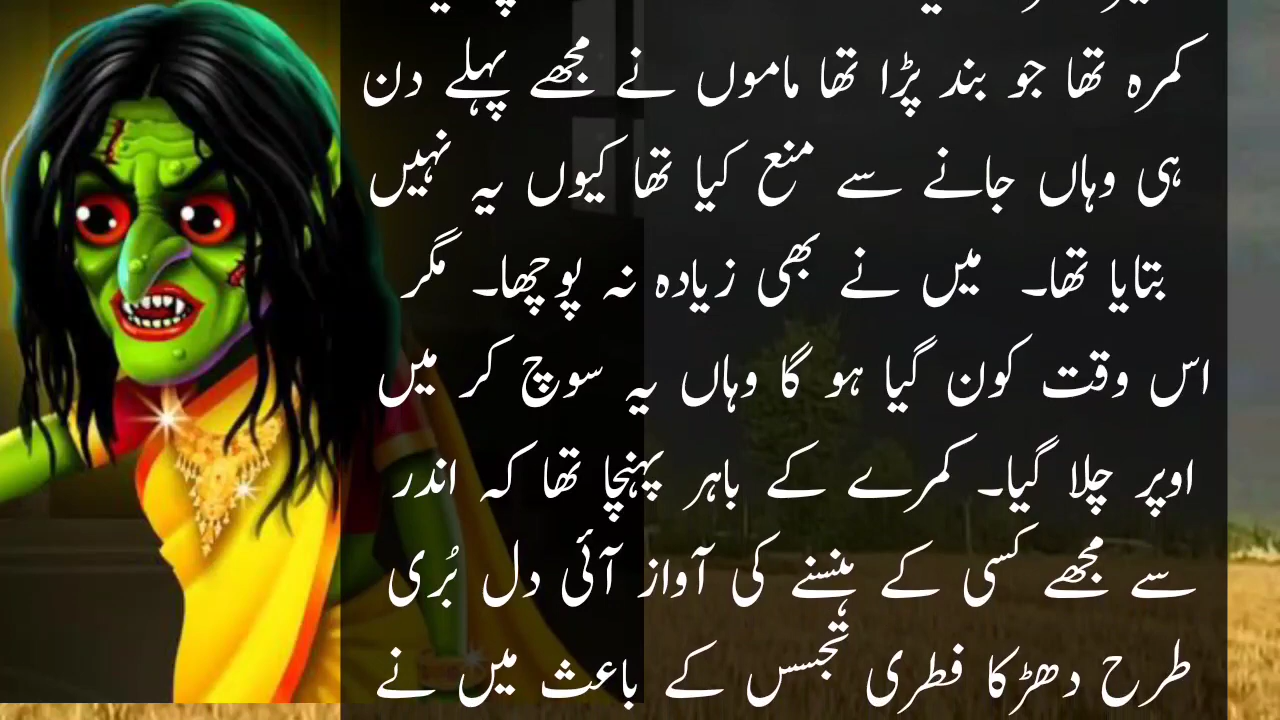 کمرہ تھا جو بند پڑا تھا ماموں نے مجھے پہلے دن
ہی وہاں جانے سے منع کیا تھا کیوں یہ نہیں
بتایا تھا۔ میں نے بھی زیادہ نہ پوچھا۔ مگر
اس وقت کون گیا ہو گا وہاں یہ سوچ کر میں
اوپر چلا گیا۔ کمرے کے باہر پہنچا تھا کہ اندر
سے مجھے کسی کے ہنسنے کی آواز آئی دل بُری
طرح دھڑکا فطری تجسس کے باعث میں نے